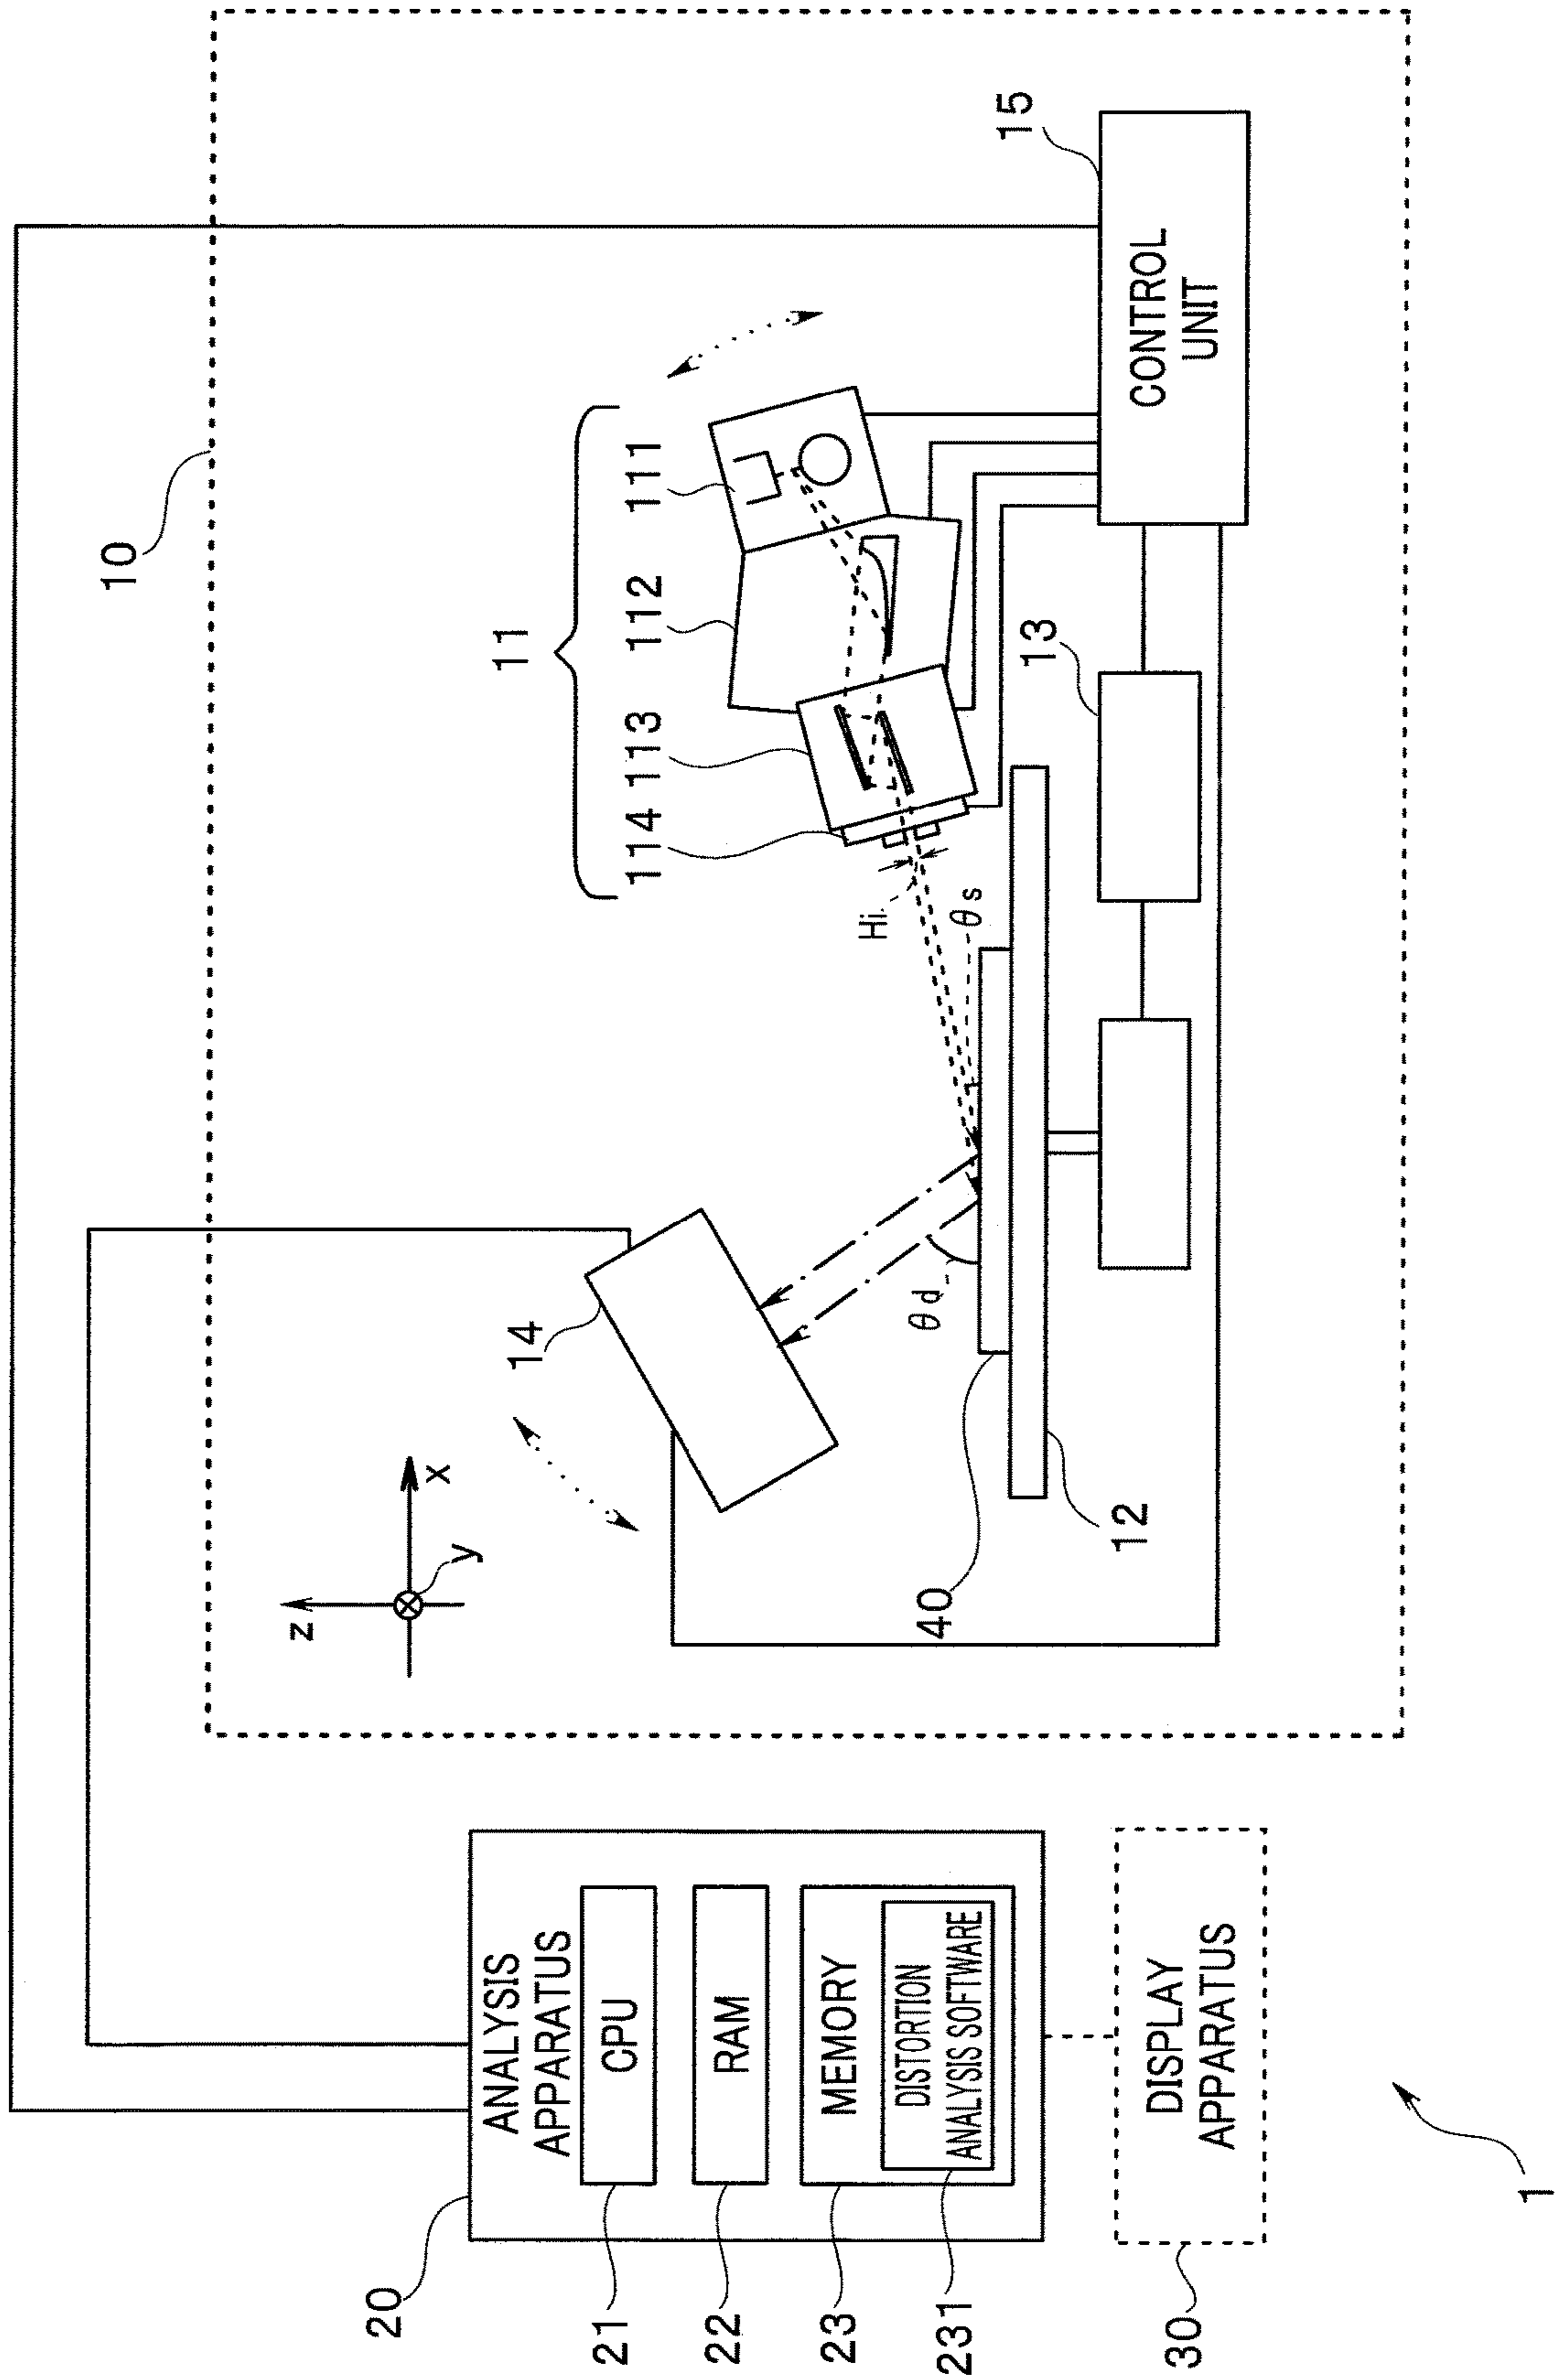 10
11
111
112
113
114
15
CONTROL
UNIT
13
Hi
θs
θd
14
z
x
y
40
12
20
ANALYSIS
APPARATUS
21
CPU
22
RAM
23
MEMORY
231
DISTORTION
ANALYSIS SOFTWARE
30
DISPLAY
APPARATUS
1